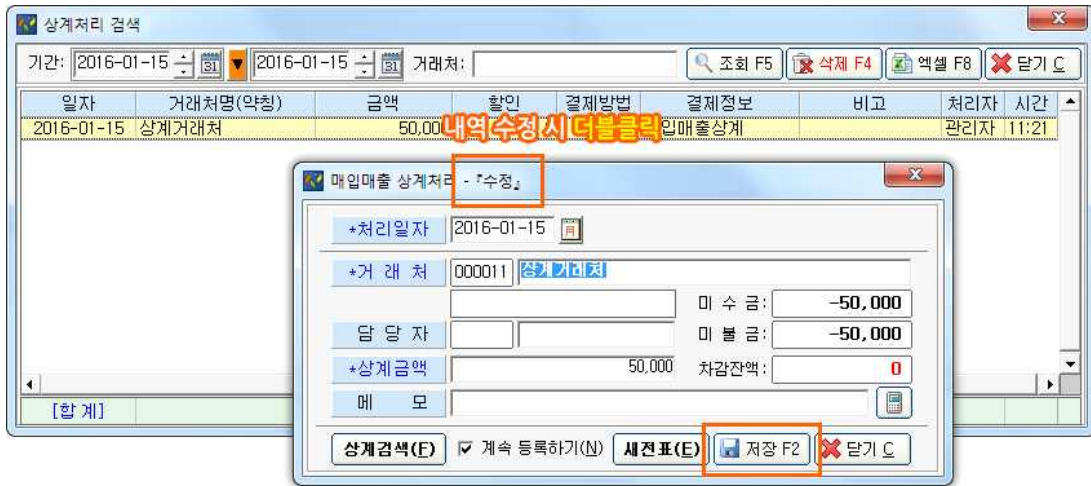 상계처리 검색
기간: 2016-01-15 31 ▼ 2016-01-15 31 거래처: 조회 F5 삭제 F4 엑셀 F8 닫기 C
일자 거래처명(약칭) 금액 할인 결제방법 결제정보 비고 처리자 시간
2016-01-15 상계거래처 50,00 입매출상계 관리자 11:21
내역 수정 시 더블클릭
매입매출 상계처리 - 『수정』
*처리일자 2016-01-15 月
*거 래 처 000011 상계거래처
미 수 금: -50,000
담 당 자 미 불 금: -50,000
*상계금액 50,000 차감잔액: 0
메 모
[합 계]
상계검색(F) 계속 등록하기(N) 새전표(E) 저장 F2 닫기 C